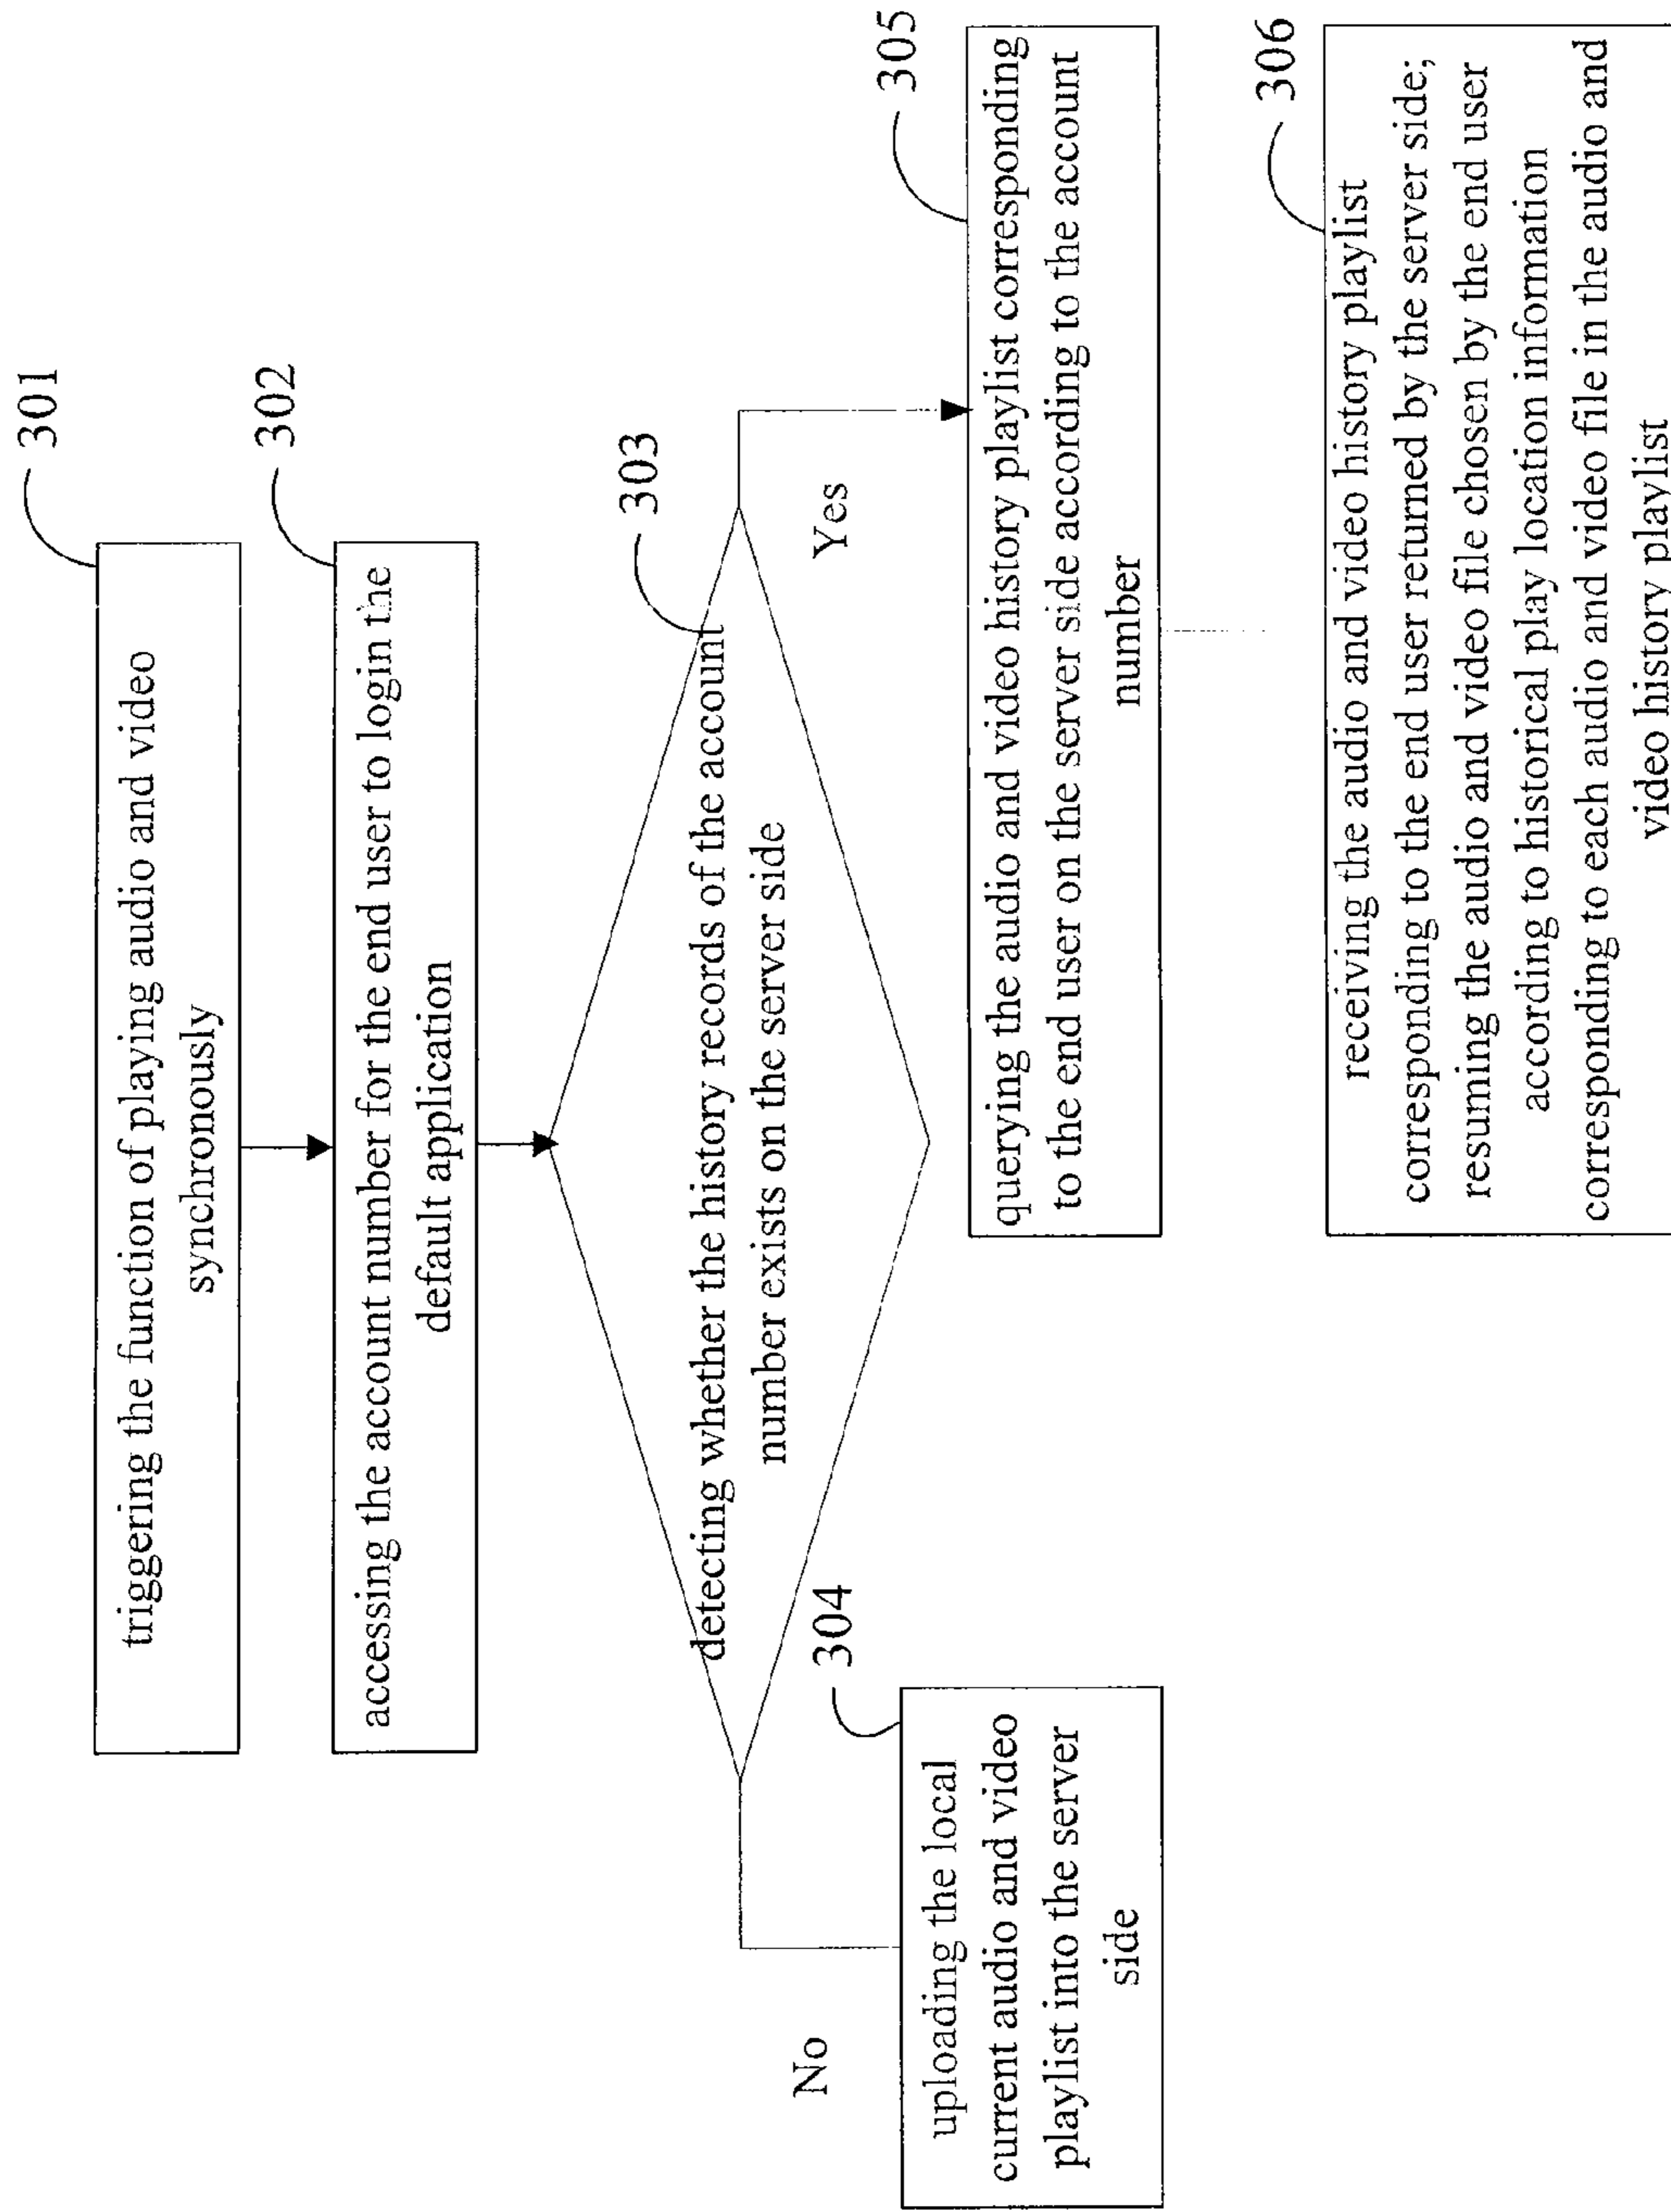 301
triggering the function of playing audio and video
synchronously
302
accessing the account number for the end user to login the
default application
303
detecting whether the history records of the account
number exists on the server side
No
Yes
304
uploading the local
current audio and video
playlist into the server
side
305
querying the audio and video history playlist corresponding
to the end user on the server side according to the account
number
306
receiving the audio and video history playlist
corresponding to the end user returned by the server side;
resuming the audio and video file chosen by the end user
according to historical play location information
corresponding to each audio and video file in the audio and
video history playlist